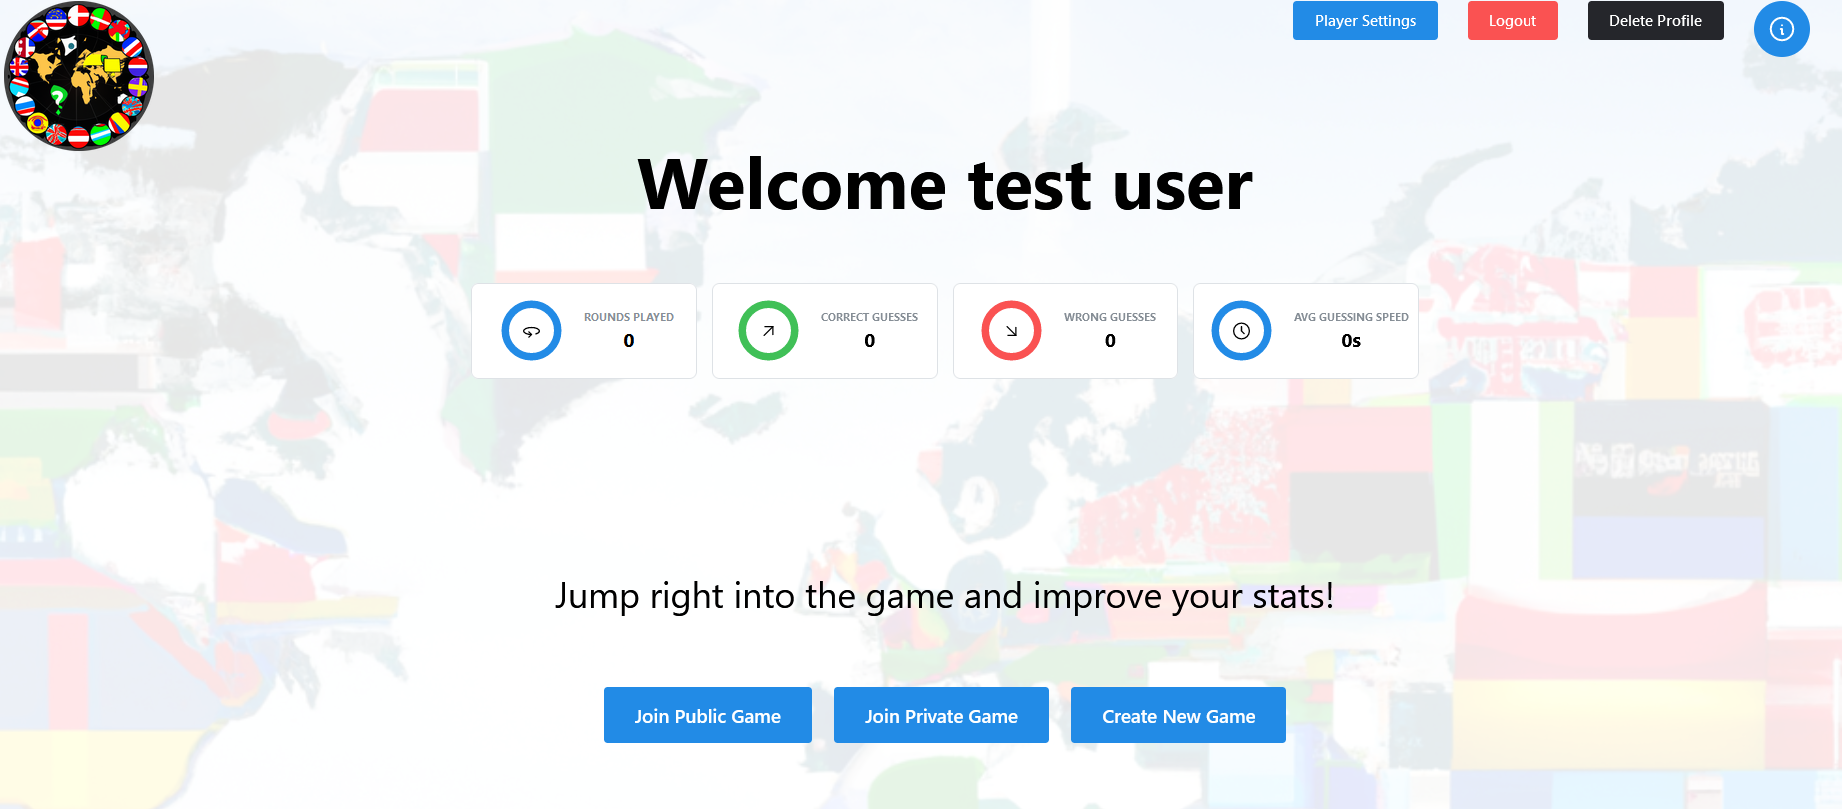 Player Settings
Logout
Delete Profile
Welcome test user
ROUNDS PLAYED
0
CORRECT GUESSES
0
WRONG GUESSES
0
AVG GUESSING SPEED
0s
Jump right into the game and improve your stats!
Join Public Game
Join Private Game
Create New Game